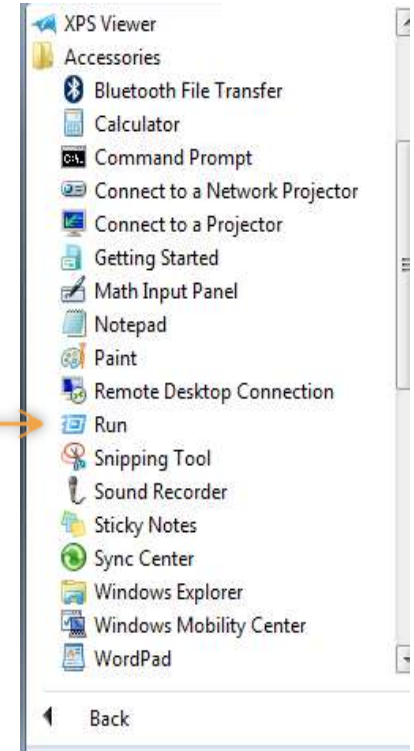 XPS Viewer
Accessories
Bluetooth File Transfer
Calculator
C:\.
Command Prompt
Connect to a Network Projector
Connect to a Projector
Getting Started
Math Input Panel
Notepad
Paint
Remote Desktop Connection
Run
Snipping Tool
Sound Recorder
Sticky Notes
Sync Center
Windows Explorer
Windows Mobility Center
WordPad
Back